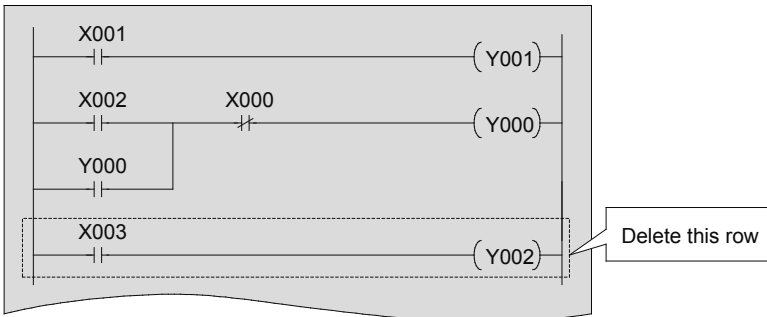 X001
Y001
X002 X000
Y000
Y000
X003
Y002
Delete this row